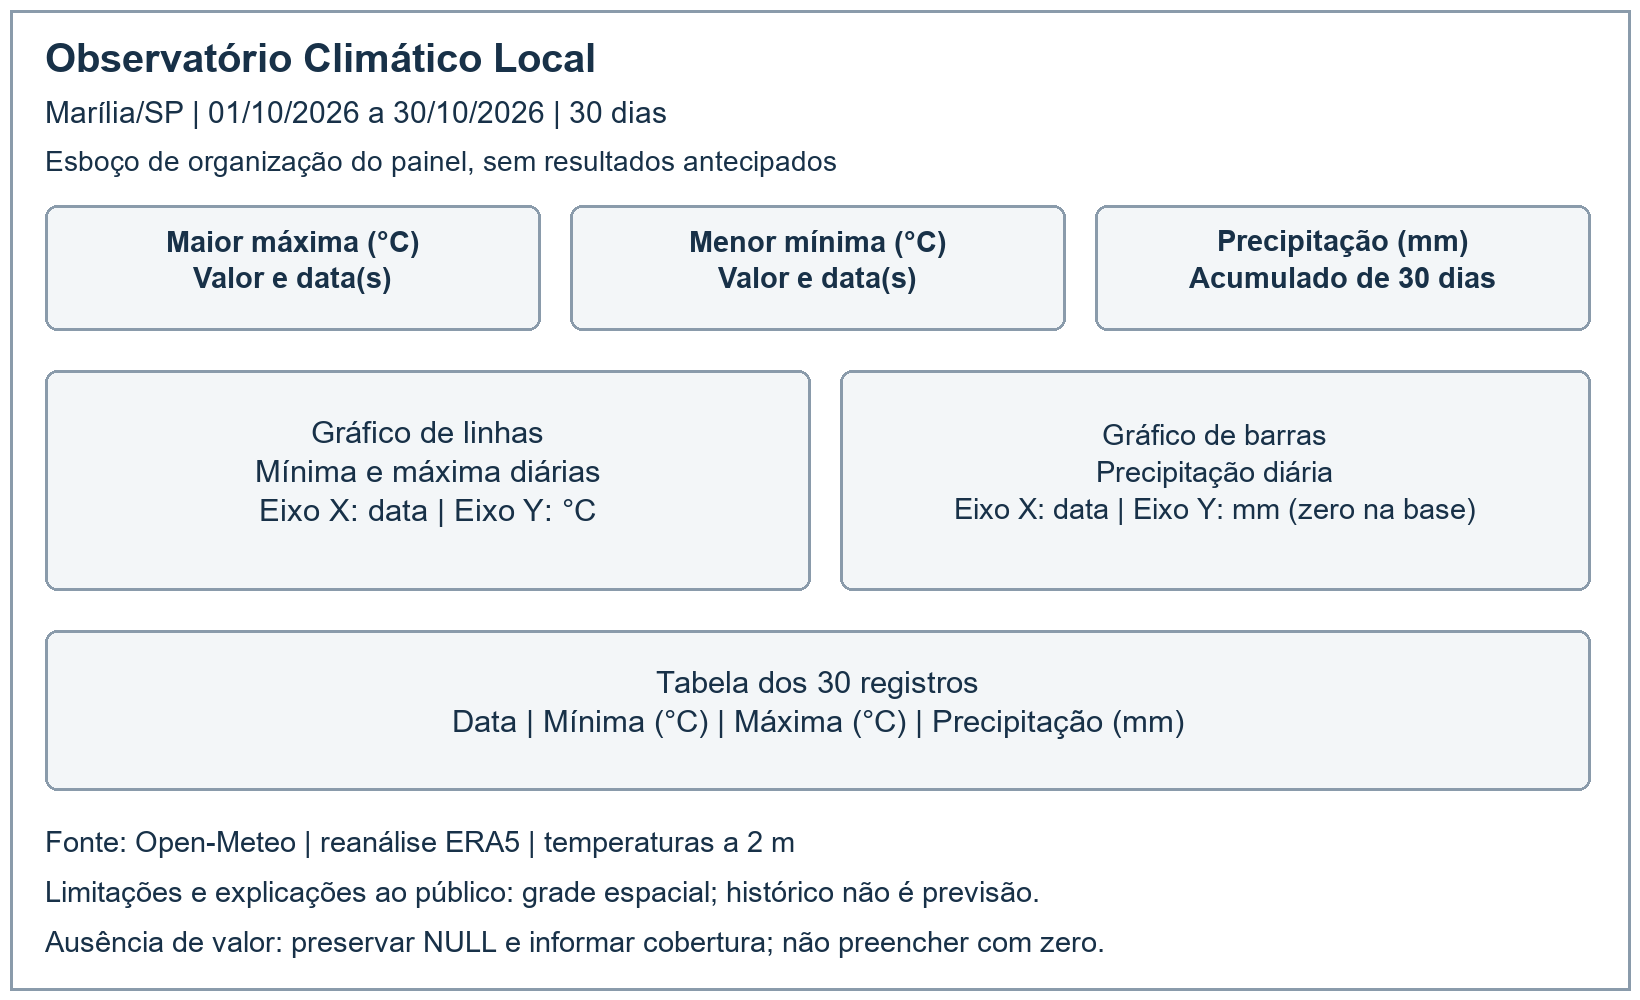 Observatório Climático Local
Marília/SP | 01/10/2026 a 30/10/2026 | 30 dias
Esboço de organização do painel, sem resultados antecipados
Maior máxima (°C)
Valor e data(s)
Menor mínima (°C)
Valor e data(s)
Precipitação (mm)
Acumulado de 30 dias
Gráfico de linhas
Mínima e máxima diárias
Eixo X: data | Eixo Y: °C
Gráfico de barras
Precipitação diária
Eixo X: data | Eixo Y: mm (zero na base)
Tabela dos 30 registros
Data | Mínima (°C) | Máxima (°C) | Precipitação (mm)
Fonte: Open-Meteo | reanálise ERA5 | temperaturas a 2 m
Limitações e explicações ao público: grade espacial; histórico não é previsão.
Ausência de valor: preservar NULL e informar cobertura; não preencher com zero.